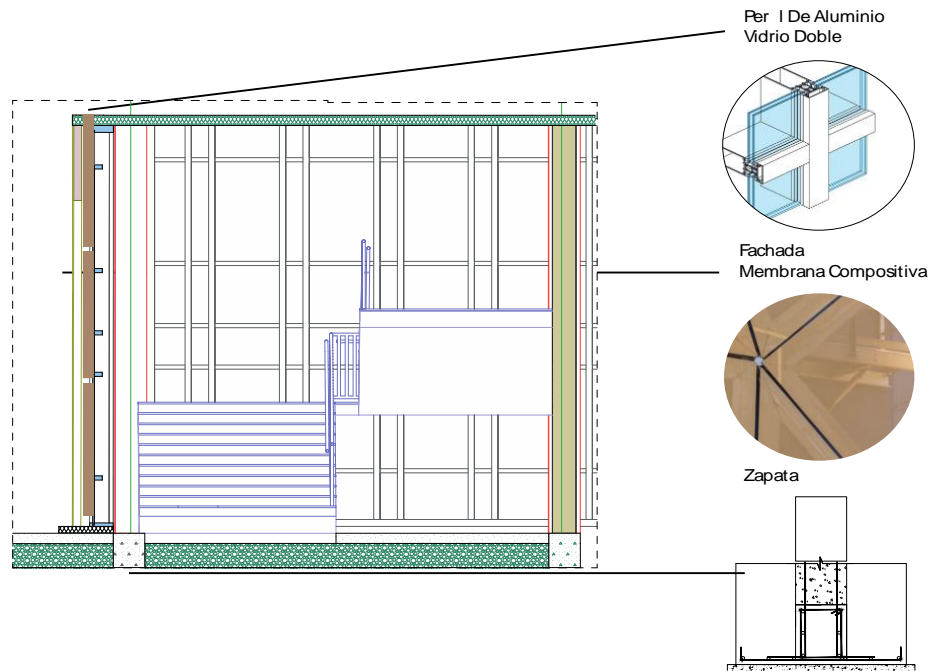 Per l De Aluminio
Vidrio Doble
Fachada
Membrana Compositiva
Zapata